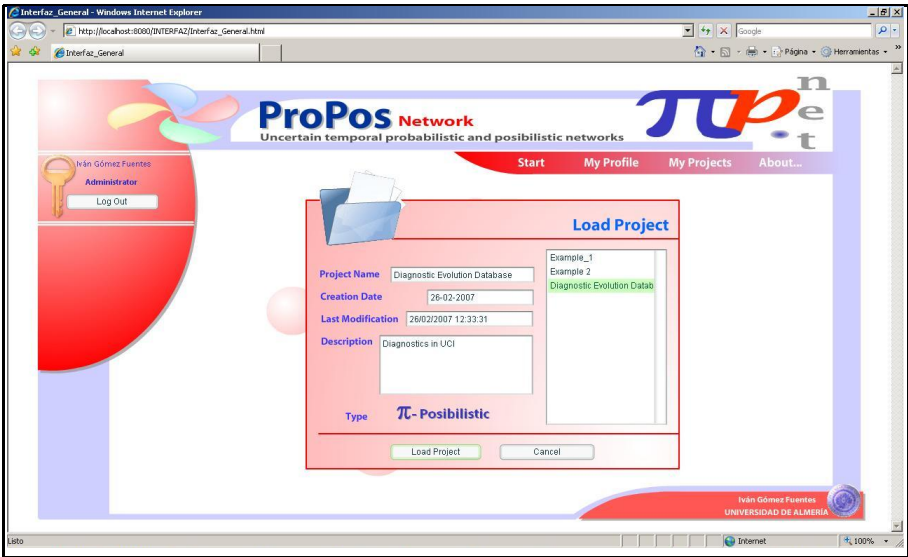 Interfaz_General - Windows Internet Explorer
http://localhost:8080/INTERFAZ/Interfaz_General.html
Google
Interfaz_General
Página
Herramientas
ProPos Network
Uncertain temporal probabilistic and posibilistic networks
πp.net
Start My Profile My Projects About...
Iván Gómez Fuentes
Administrator
Log Out
Load Project
Project Name Diagnostic Evolution Database
Creation Date 26-02-2007
Last Modification 26/02/2007 12:33:31
Description Diagnostics in UCI
Type π- Posibilistic
Example_1
Example 2
Diagnostic Evolution Datab
Load Project Cancel
Iván Gómez Fuentes
UNIVERSIDAD DE ALMERÍA
Listo Internet 100%